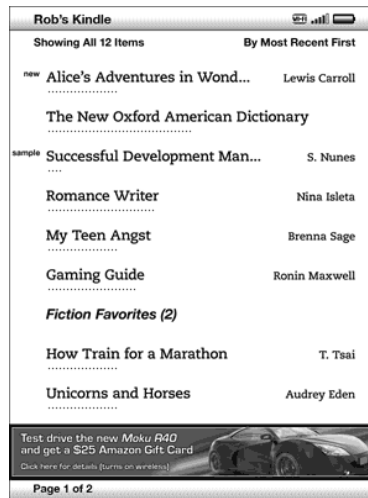 Rob's Kindle
Showing All 12 Items By Most Recent First
new Alice's Adventures in Wond... Lewis Carroll
The New Oxford American Dictionary
sample Successful Development Man... S. Nunes
Romance Writer Nina Isleta
My Teen Angst Brenna Sage
Gaming Guide Ronin Maxwell
Fiction Favorites (2)
How Train for a Marathon T. Tsai
Unicorns and Horses Audrey Eden
Test drive the new Moku R40
and get a $25 Amazon Gift Card
Click here for details (turns on wireless)
Page 1 of 2